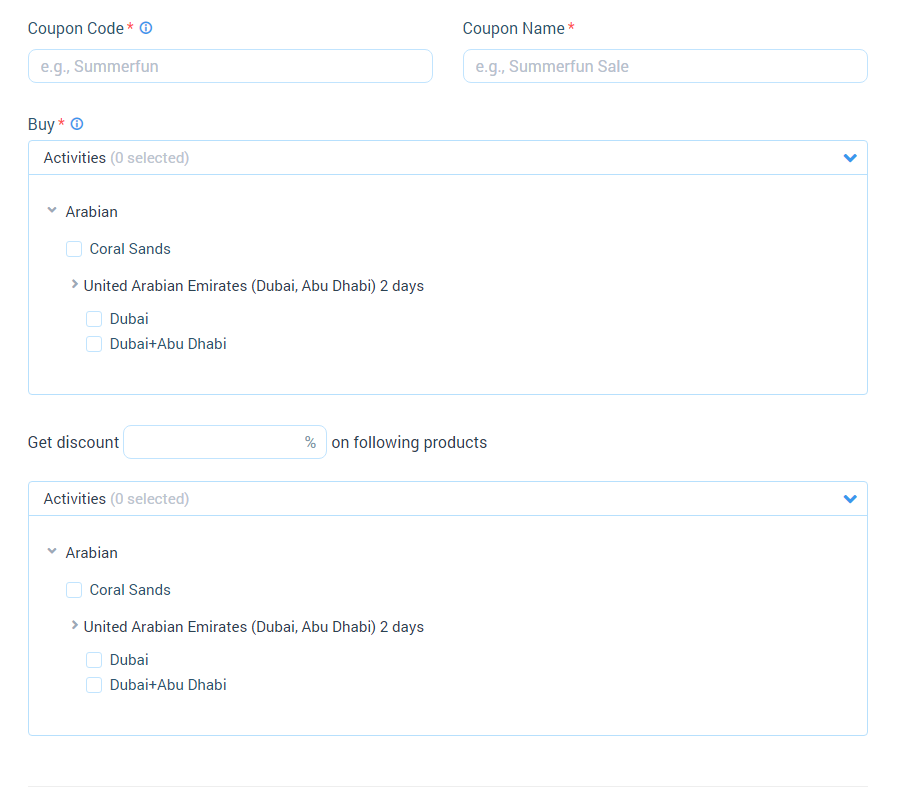 Coupon Code *
Coupon Name *
e.g., Summerfun
e.g., Summerfun Sale
Buy *
Activities (0 selected)
Arabian
Coral Sands
United Arabian Emirates (Dubai, Abu Dhabi) 2 days
Dubai
Dubai+Abu Dhabi
Get discount % on following products
Activities (0 selected)
Arabian
Coral Sands
United Arabian Emirates (Dubai, Abu Dhabi) 2 days
Dubai
Dubai+Abu Dhabi